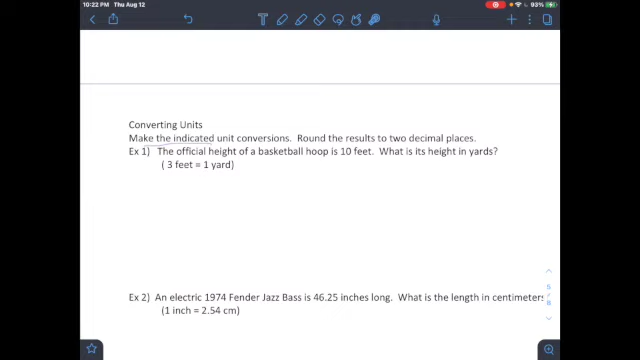 10:22 PM Thu Aug 12
93%
T
Converting Units
Make the indicated unit conversions. Round the results to two decimal places.
Ex 1) The official height of a basketball hoop is 10 feet. What is its height in yards?
( 3 feet = 1 yard)
5
/
8
Ex 2) An electric 1974 Fender Jazz Bass is 46.25 inches long. What is the length in centimeters
(1 inch = 2.54 cm)